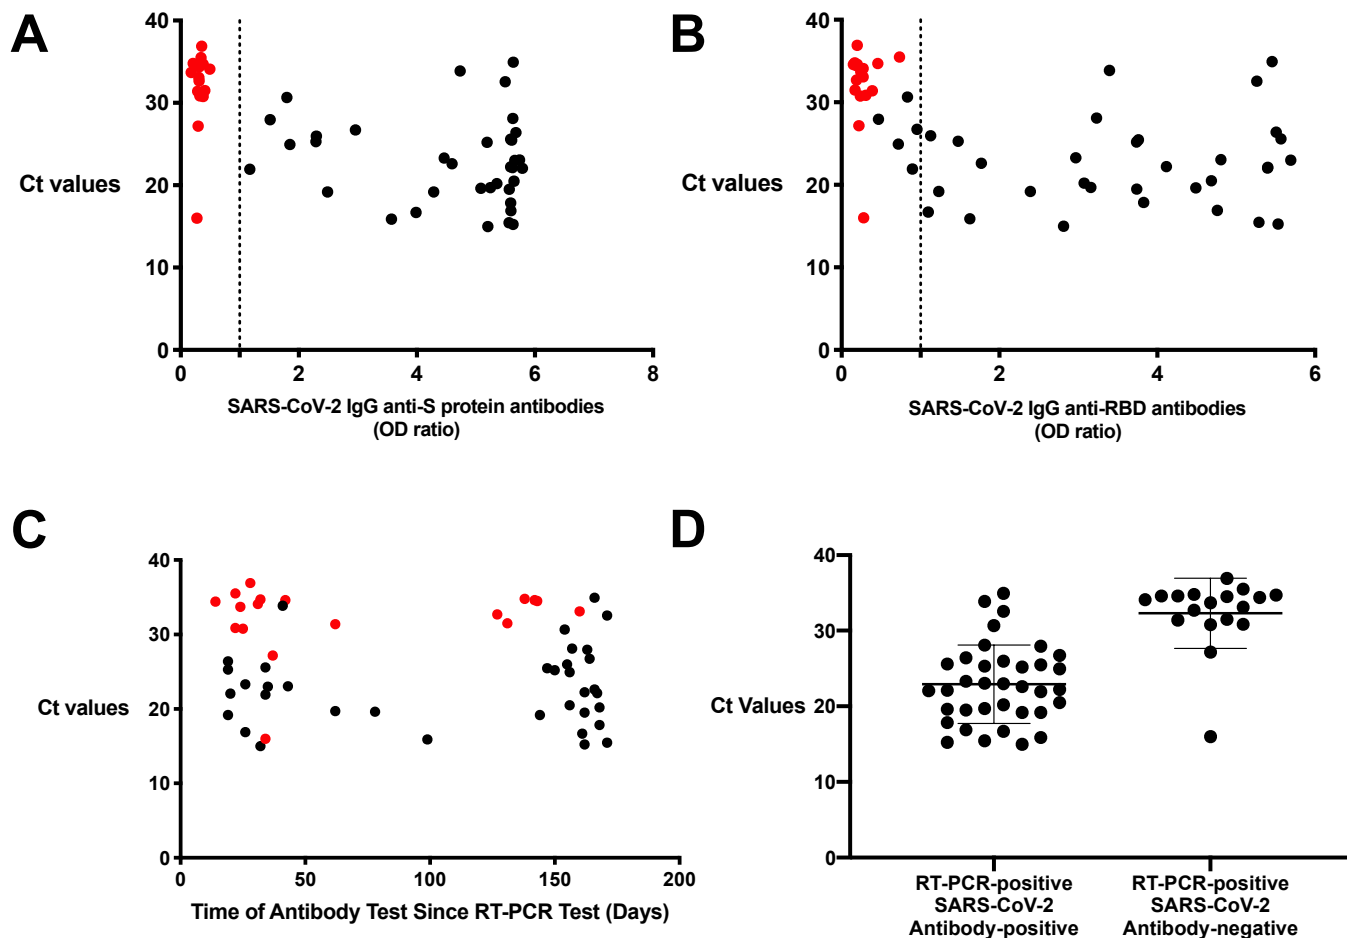 A
40
30
20
10
0
Ct values
0 2 4 6 8
SARS-CoV-2 IgG anti-S protein antibodies
(OD ratio)
B
40
30
20
10
0
Ct values
0 2 4 6
SARS-CoV-2 IgG anti-RBD antibodies
(OD ratio)
C
40
30
20
10
0
Ct values
0 50 100 150 200
Time of Antibody Test Since RT-PCR Test (Days)
D
40
30
20
10
0
Ct Values
RT-PCR-positive
SARS-CoV-2
Antibody-positive
RT-PCR-positive
SARS-CoV-2
Antibody-negative